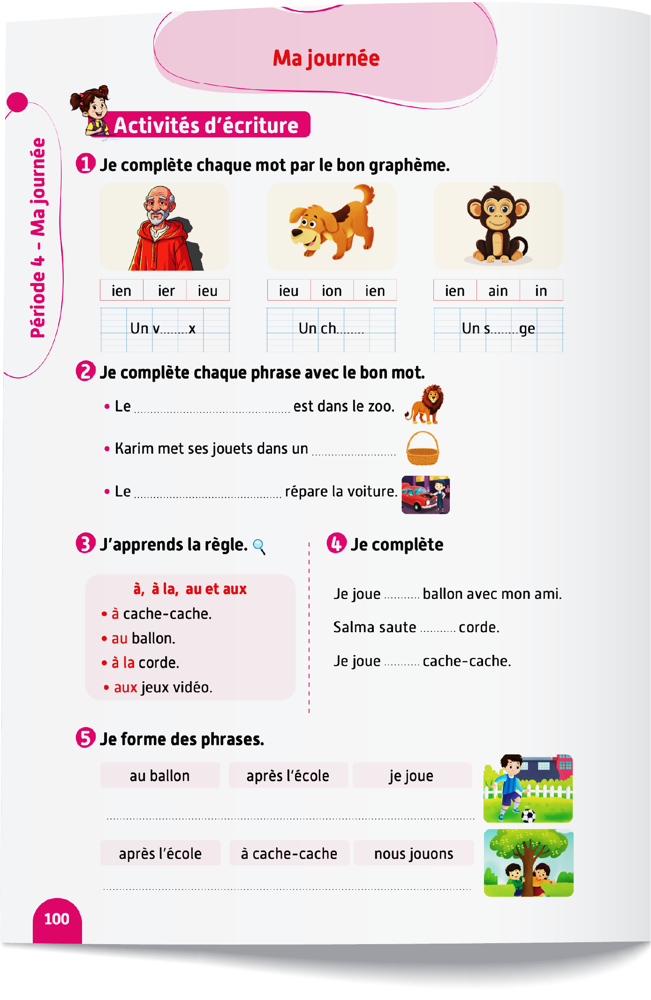 Ma journée
Période 4 - Ma journée
Activités d'écriture
1 Je complète chaque mot par le bon graphème.
ien ier ieu
ieu ion ien
ien ain in
Un v........x
Un ch........
Un s........ge
2 Je complète chaque phrase avec le bon mot.
• Le ........................................ est dans le zoo.
• Karim met ses jouets dans un ......................
• Le ...................................... répare la voiture.
3 J'apprends la règle.
à, à la, au et aux
• à cache-cache.
• au ballon.
• à la corde.
• aux jeux vidéo.
4 Je complète
Je joue ........... ballon avec mon ami.
Salma saute ........... corde.
Je joue ........... cache-cache.
5 Je forme des phrases.
au ballon après l'école je joue
après l'école à cache-cache nous jouons
100